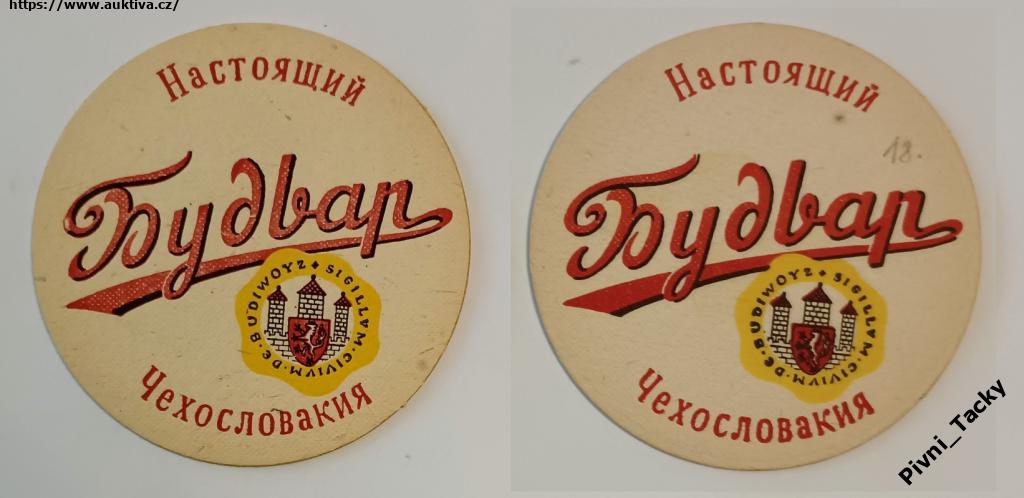 https://www.auktiva.cz/
Настоящий
Будвар
SIGILLVM·CIVIVM·DE·BUDIWOYZ
Чехословакия
Настоящий
18.
Будвар
SIGILLVM·CIVIVM·DE·BUDIWOYZ
Чехословакия
Pivni_Tacky